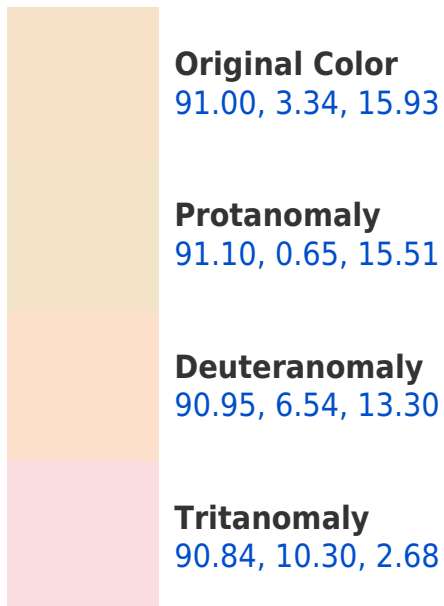 Original Color
91.00, 3.34, 15.93
Protanomaly
91.10, 0.65, 15.51
Deuteranomaly
90.95, 6.54, 13.30
Tritanomaly
90.84, 10.30, 2.68